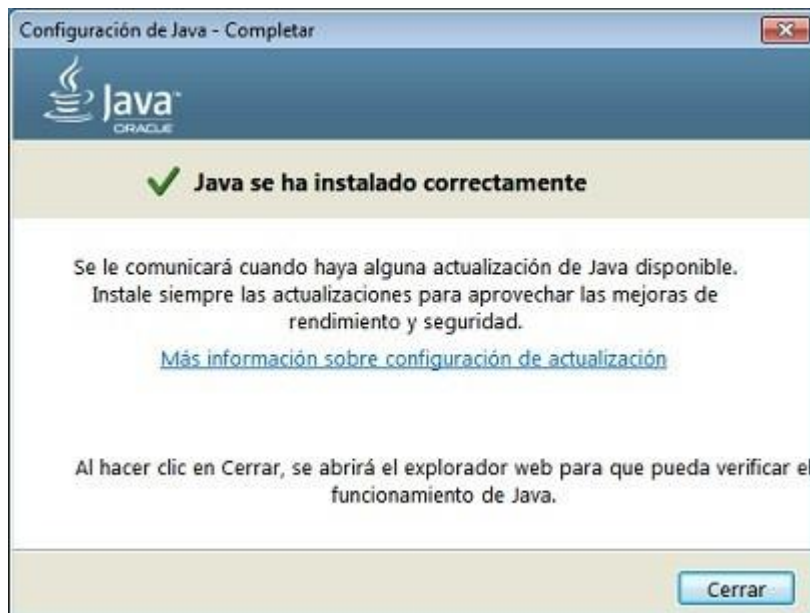 Configuración de Java - Completar
Java
ORACLE
Java se ha instalado correctamente
Se le comunicará cuando haya alguna actualización de Java disponible.
Instale siempre las actualizaciones para aprovechar las mejoras de
rendimiento y seguridad.
Más información sobre configuración de actualización
Al hacer clic en Cerrar, se abrirá el explorador web para que pueda verificar el
funcionamiento de Java.
Cerrar